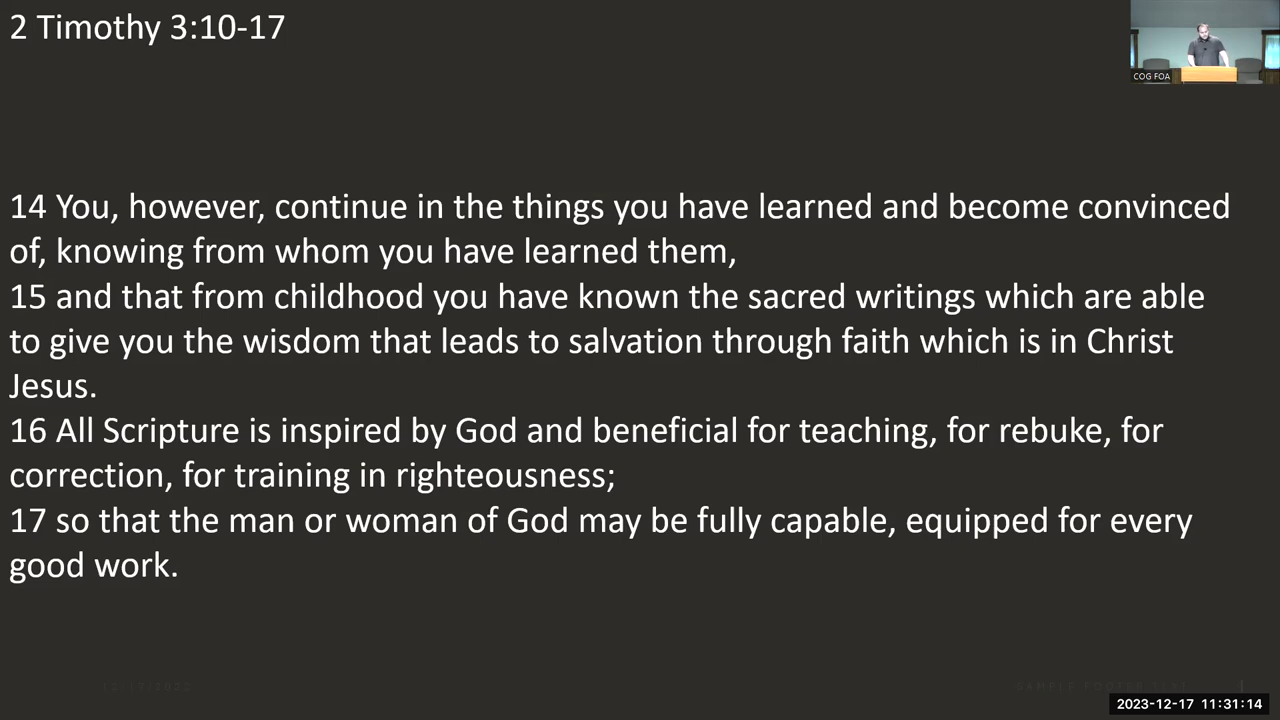 2 Timothy 3:10-17
COG FOA
14 You, however, continue in the things you have learned and become convinced
of, knowing from whom you have learned them,
15 and that from childhood you have known the sacred writings which are able
to give you the wisdom that leads to salvation through faith which is in Christ
Jesus.
16 All Scripture is inspired by God and beneficial for teaching, for rebuke, for
correction, for training in righteousness;
17 so that the man or woman of God may be fully capable, equipped for every
good work.
2023-12-17 11:31:14